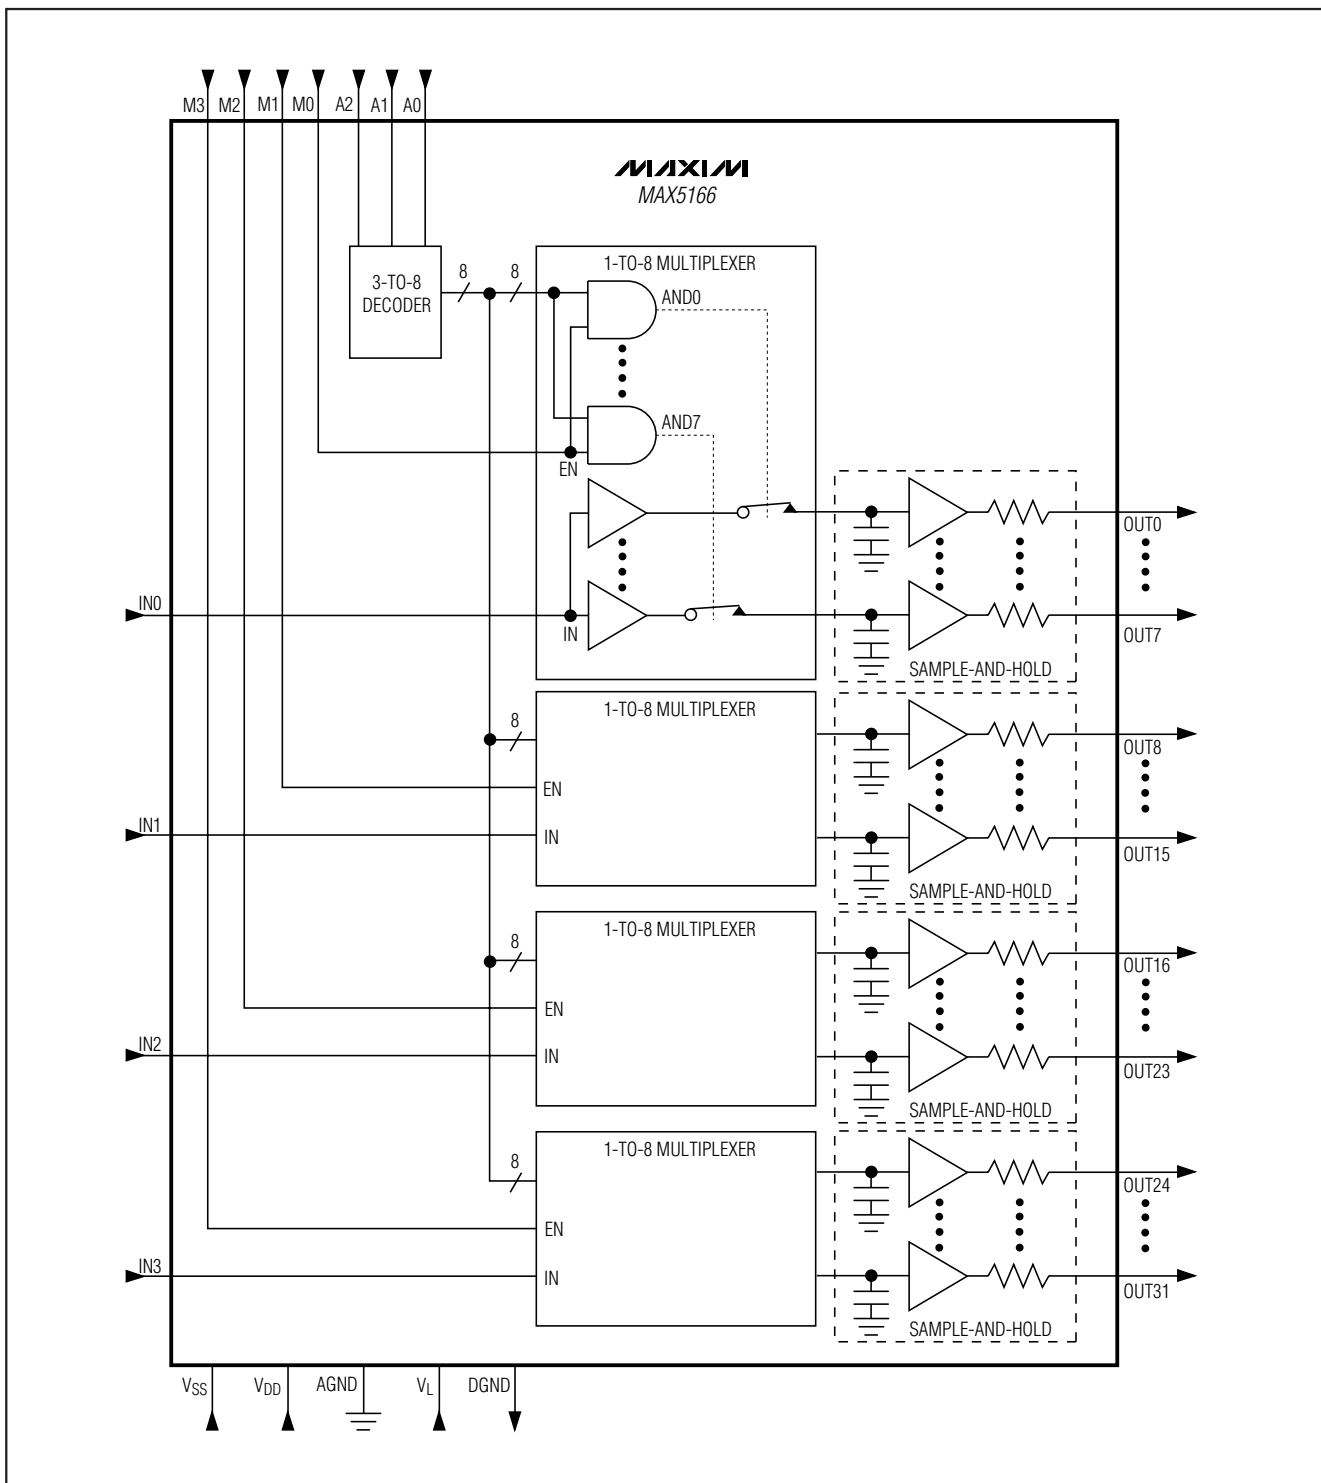 M3 M2 M1 M0 A2 A1 A0
MAXIM
MAX5166
3-TO-8
DECODER
8
8
1-TO-8 MULTIPLEXER
AND0
AND7
EN
IN0
IN
OUT0
OUT7
SAMPLE-AND-HOLD
1-TO-8 MULTIPLEXER
8
EN
IN1
IN
OUT8
OUT15
SAMPLE-AND-HOLD
1-TO-8 MULTIPLEXER
8
EN
IN2
IN
OUT16
OUT23
SAMPLE-AND-HOLD
1-TO-8 MULTIPLEXER
8
EN
IN3
IN
OUT24
OUT31
SAMPLE-AND-HOLD
VSS VDD AGND VL DGND